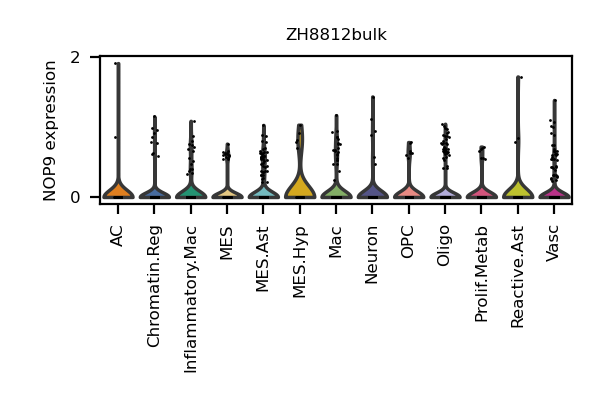 ZH8812bulk
NOP9 expression
2
0
AC
Chromatin.Reg
Inflammatory.Mac
MES
MES.Ast
MES.Hyp
Mac
Neuron
OPC
Oligo
Prolif.Metab
Reactive.Ast
Vasc